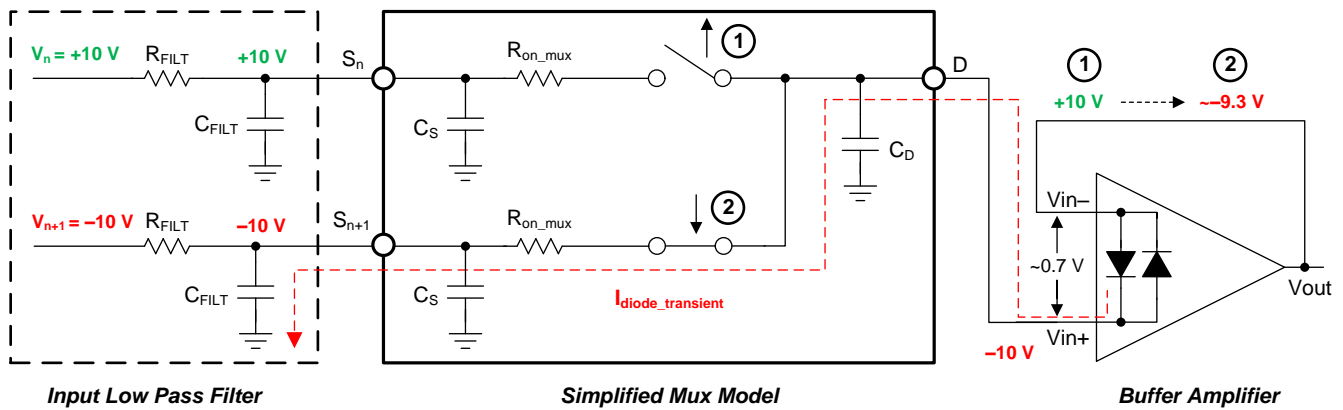 Vn = +10 V
RFILT
+10 V
Sn
CFILT
CS
Ron_mux
1
CD
D
1
2
+10 V
~–9.3 V
Vn+1 = –10 V
RFILT
–10 V
Sn+1
CFILT
CS
Ron_mux
2
Idiode_transient
Vin–
~0.7 V
Vin+
–10 V
Vout
Input Low Pass Filter
Simplified Mux Model
Buffer Amplifier